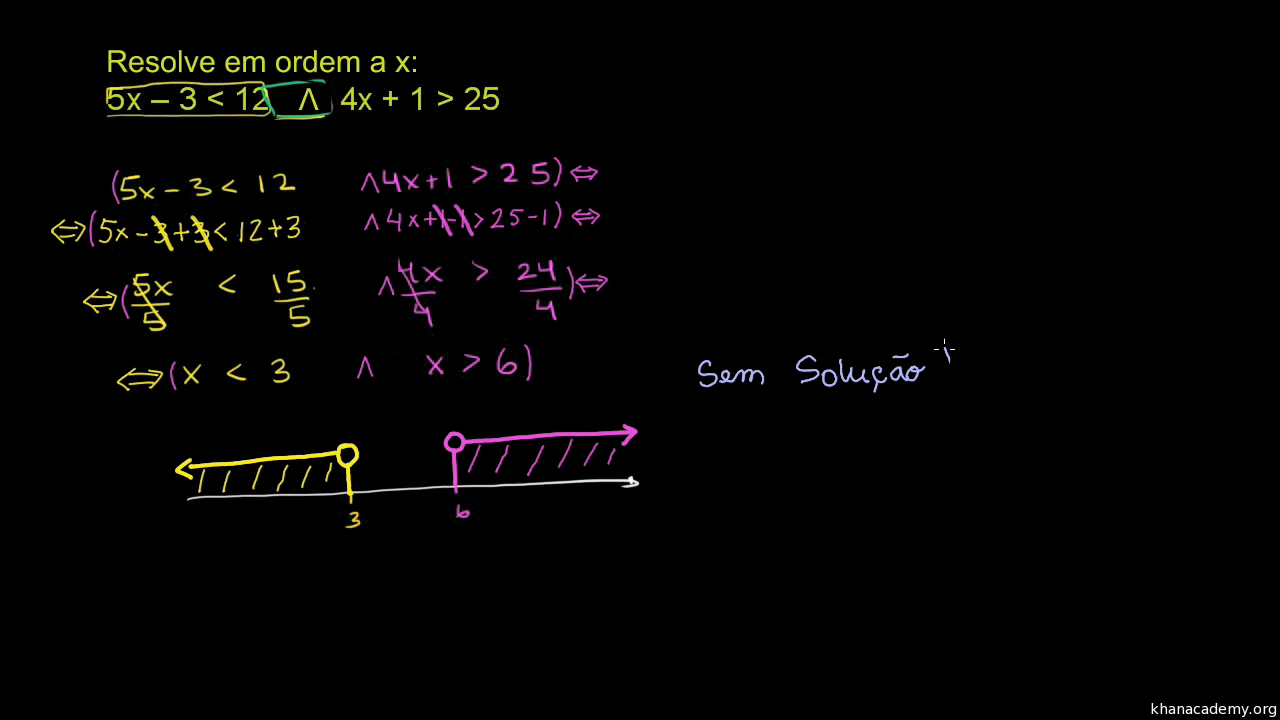 Resolve em ordem a x:
5x – 3 < 12 ∧ 4x + 1 > 25
(5x – 3 < 12 ∧ 4x + 1 > 25) ⇔
⇔ (5x – 3 + 3 < 12 + 3 ∧ 4x + 1 – 1 > 25 – 1) ⇔
⇔ (5x/5 < 15/5 ∧ 4x/4 > 24/4) ⇔
⇔ (x < 3 ∧ x > 6)
Sem Solução
3 6
khanacademy.org